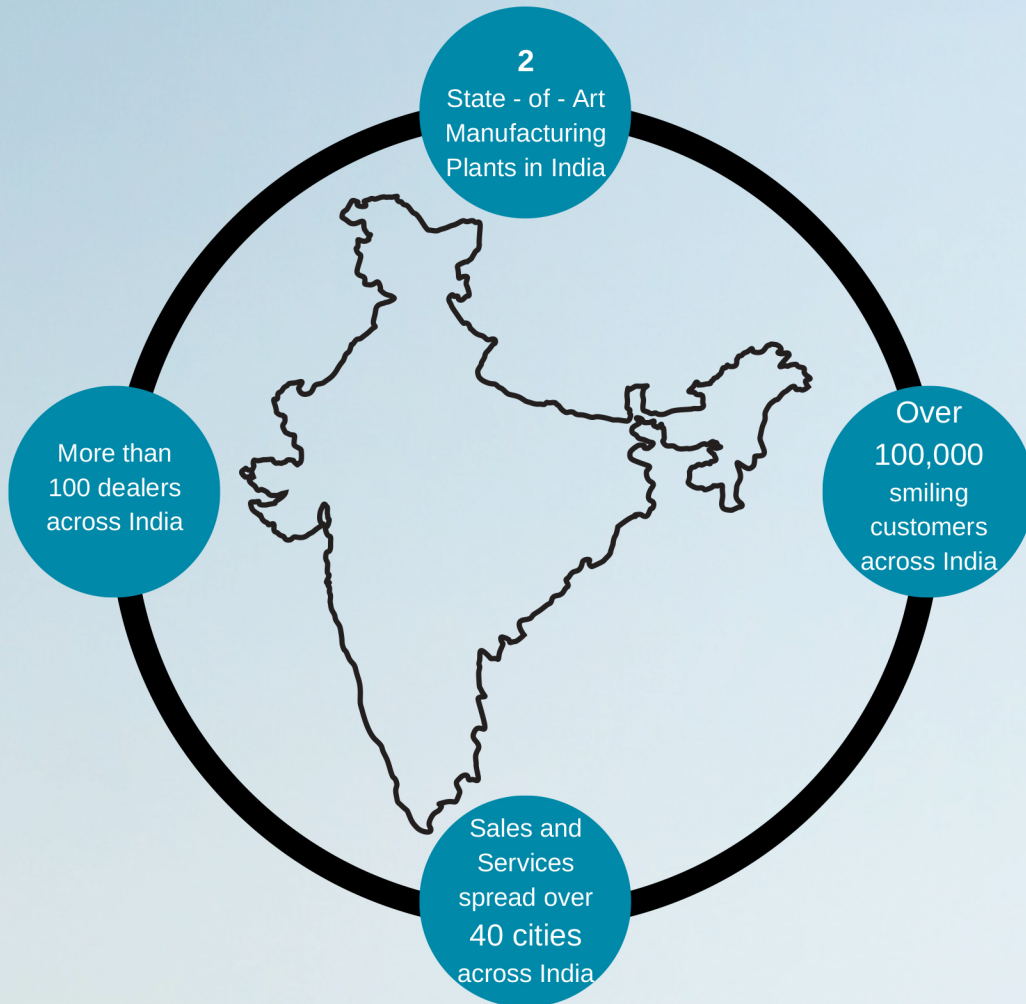 2
State - of - Art
Manufacturing
Plants in India
More than
100 dealers
across India
Over
100,000
smiling
customers
across India
Sales and
Services
spread over
40 cities
across India